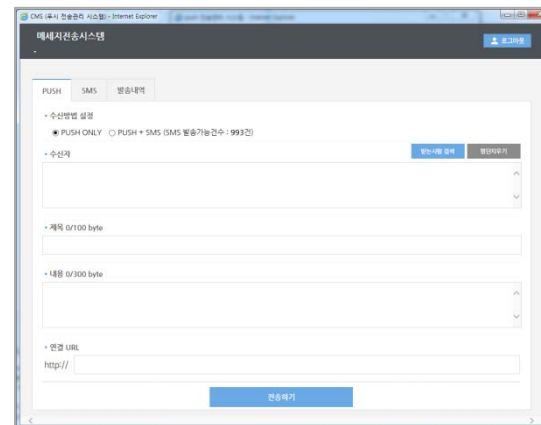 CMS (푸시 전송관리 시스템) - Internet Explorer
메세지전송시스템
로그아웃
PUSH SMS 발송내역
수신방법 설정
PUSH ONLY PUSH + SMS (SMS 발송가능건수 : 993건)
수신자 받는사람 검색 명단지우기
제목 0/100 byte
내용 0/300 byte
연결 URL
http://
전송하기